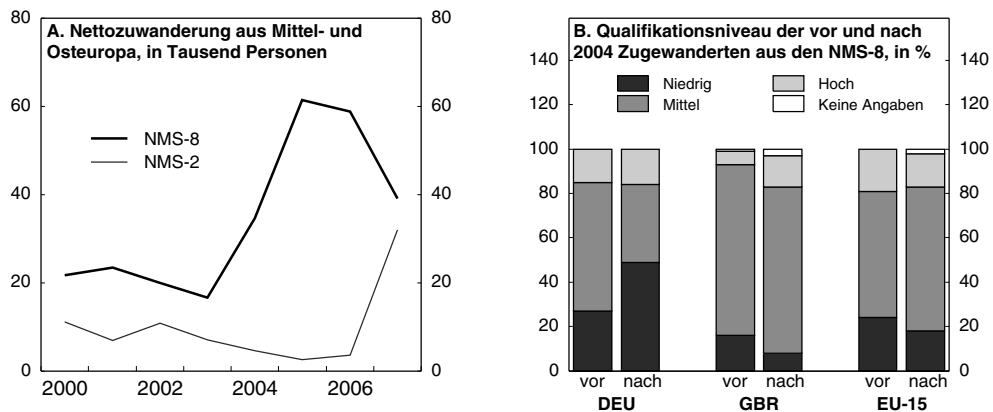 A. Nettozuwanderung aus Mittel- und
Osteuropa, in Tausend Personen
80
60
40
20
0
80
60
40
20
0
NMS-8
NMS-2
2000 2002 2004 2006
B. Qualifikationsniveau der vor und nach
2004 Zugewanderten aus den NMS-8, in %
140
120
100
80
60
40
20
0
140
120
100
80
60
40
20
0
Niedrig Hoch
Mittel Keine Angaben
vor nach vor nach vor nach
DEU GBR EU-15